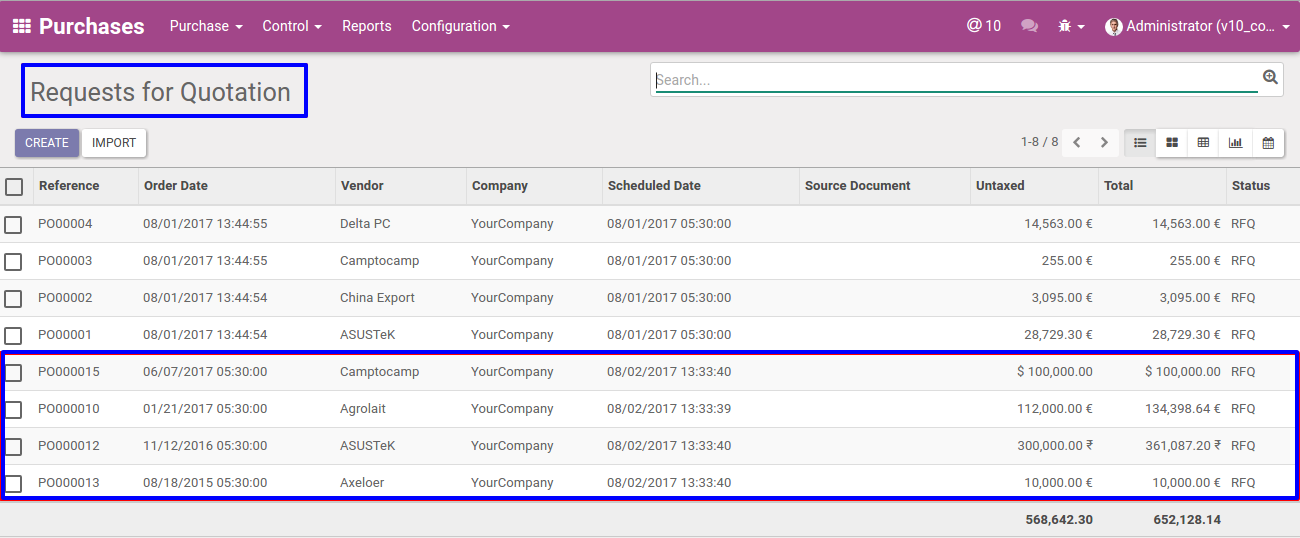 Purchases Purchase Control Reports Configuration @ 10 Administrator (v10_co...
Requests for Quotation
Search...
CREATE IMPORT 1-8 / 8
Reference Order Date Vendor Company Scheduled Date Source Document Untaxed Total Status
PO00004 08/01/2017 13:44:55 Delta PC YourCompany 08/01/2017 05:30:00 14,563.00 € 14,563.00 € RFQ
PO00003 08/01/2017 13:44:55 Camptocamp YourCompany 08/01/2017 05:30:00 255.00 € 255.00 € RFQ
PO00002 08/01/2017 13:44:54 China Export YourCompany 08/01/2017 05:30:00 3,095.00 € 3,095.00 € RFQ
PO00001 08/01/2017 13:44:54 ASUSTeK YourCompany 08/01/2017 05:30:00 28,729.30 € 28,729.30 € RFQ
PO000015 06/07/2017 05:30:00 Camptocamp YourCompany 08/02/2017 13:33:40 $ 100,000.00 $ 100,000.00 RFQ
PO000010 01/21/2017 05:30:00 Agrolait YourCompany 08/02/2017 13:33:39 112,000.00 € 134,398.64 € RFQ
PO000012 11/12/2016 05:30:00 ASUSTeK YourCompany 08/02/2017 13:33:40 300,000.00 ₹ 361,087.20 ₹ RFQ
PO000013 08/18/2015 05:30:00 Axeloer YourCompany 08/02/2017 13:33:40 10,000.00 € 10,000.00 € RFQ
568,642.30 652,128.14